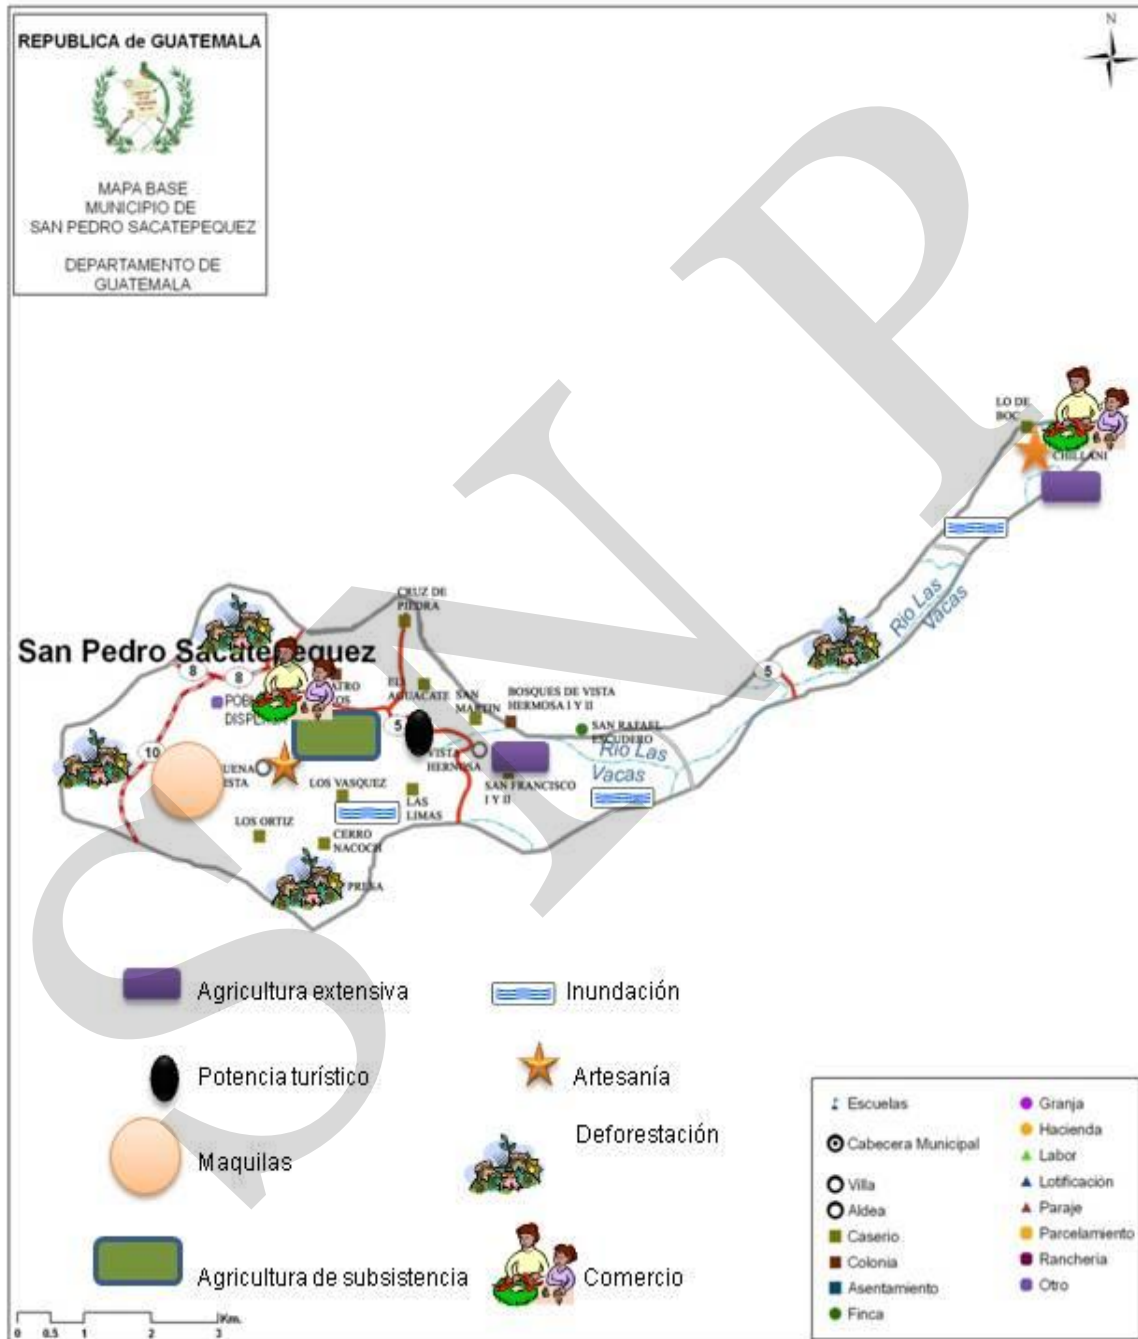 N
REPUBLICA de GUATEMALA
MAPA BASE
MUNICIPIO DE
SAN PEDRO SACATEPEQUEZ
DEPARTAMENTO DE
GUATEMALA
LO DE
CHILLANI
Rio Las
Vacas
CRUZ DE
PIEDRA
San Pedro Sacatepequez
8
8
EL
AGUACATE
SAN
MARTIN
BOSQUES DE VISTA
HERMOSA I Y II
5
5
SAN RAFAEL
ESCUDERO
10
VISTA
HERMOSA
Rio Las
Vacas
SAN FRANCISCO
I Y II
LOS VASQUEZ
LAS
LIMAS
LOS ORTIZ
CERRO
NACOCH
PRESA
Agricultura extensiva
Inundación
Potencia turístico
Artesanía
Maquilas
Deforestación
Agricultura de subsistencia
Comercio
Escuelas
Cabecera Municipal
Villa
Aldea
Caserio
Colonia
Asentamiento
Finca
Granja
Hacienda
Labor
Lotificación
Paraje
Parcelamiento
Rancheria
Otro
Km.
0 0.5 1 2 3
SNP